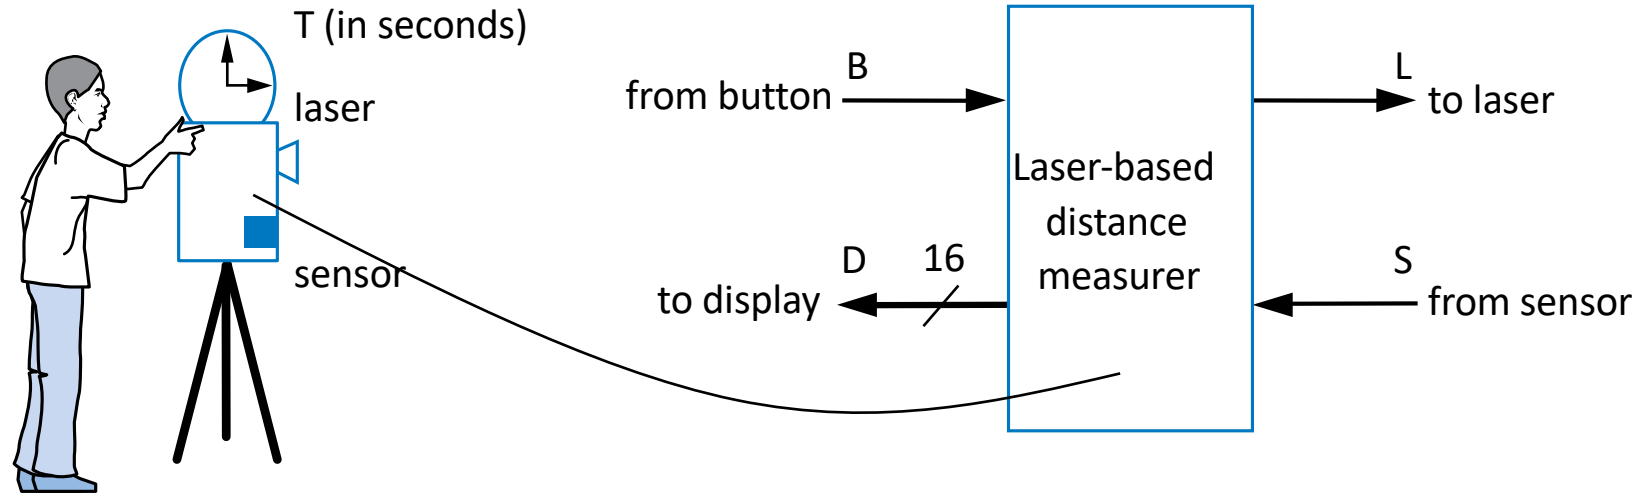 T (in seconds)
laser
sensor
B
from button
L
to laser
Laser-based
distance
measurer
D
16
to display
S
from sensor